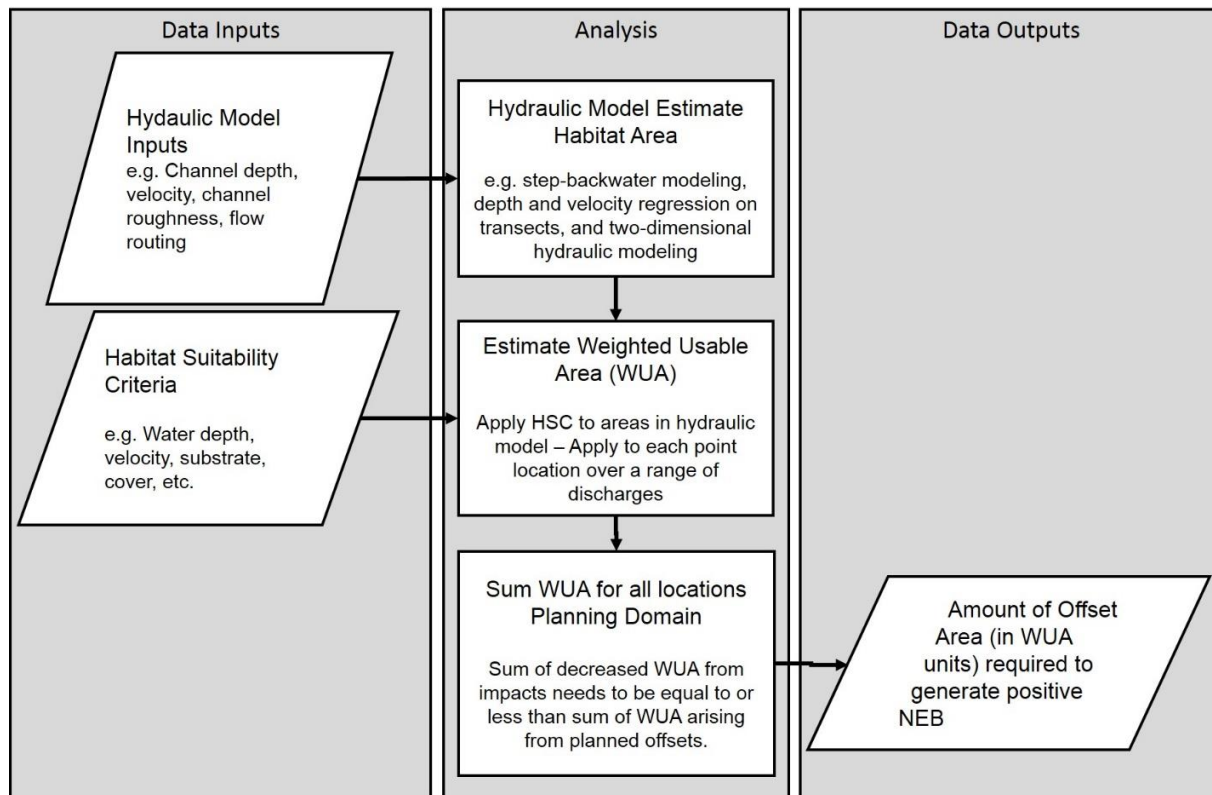 Data Inputs
Hydaulic Model
Inputs
e.g. Channel depth,
velocity, channel
roughness, flow
routing
Habitat Suitability
Criteria
e.g. Water depth,
velocity, substrate,
cover, etc.
Analysis
Hydraulic Model Estimate
Habitat Area
e.g. step-backwater modeling,
depth and velocity regression on
transects, and two-dimensional
hydraulic modeling
Estimate Weighted Usable
Area (WUA)
Apply HSC to areas in hydraulic
model – Apply to each point
location over a range of
discharges
Sum WUA for all locations
Planning Domain
Sum of decreased WUA from
impacts needs to be equal to or
less than sum of WUA arising
from planned offsets.
Data Outputs
Amount of Offset
Area (in WUA
units) required to
generate positive
NEB